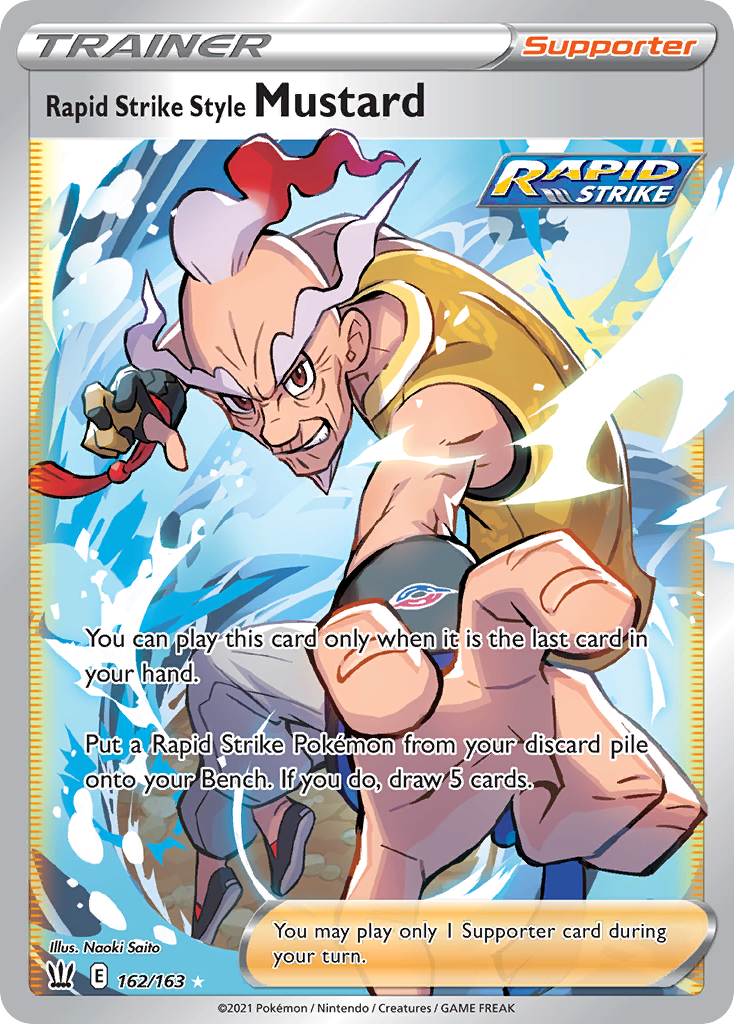 TRAINER
Supporter
Rapid Strike Style Mustard
RAPID
STRIKE
You can play this card only when it is the last card in
your hand.
Put a Rapid Strike Pokémon from your discard pile
onto your Bench. If you do, draw 5 cards.
You may play only 1 Supporter card during
your turn.
Illus. Naoki Saito
E 162/163 ★
©2021 Pokémon / Nintendo / Creatures / GAME FREAK